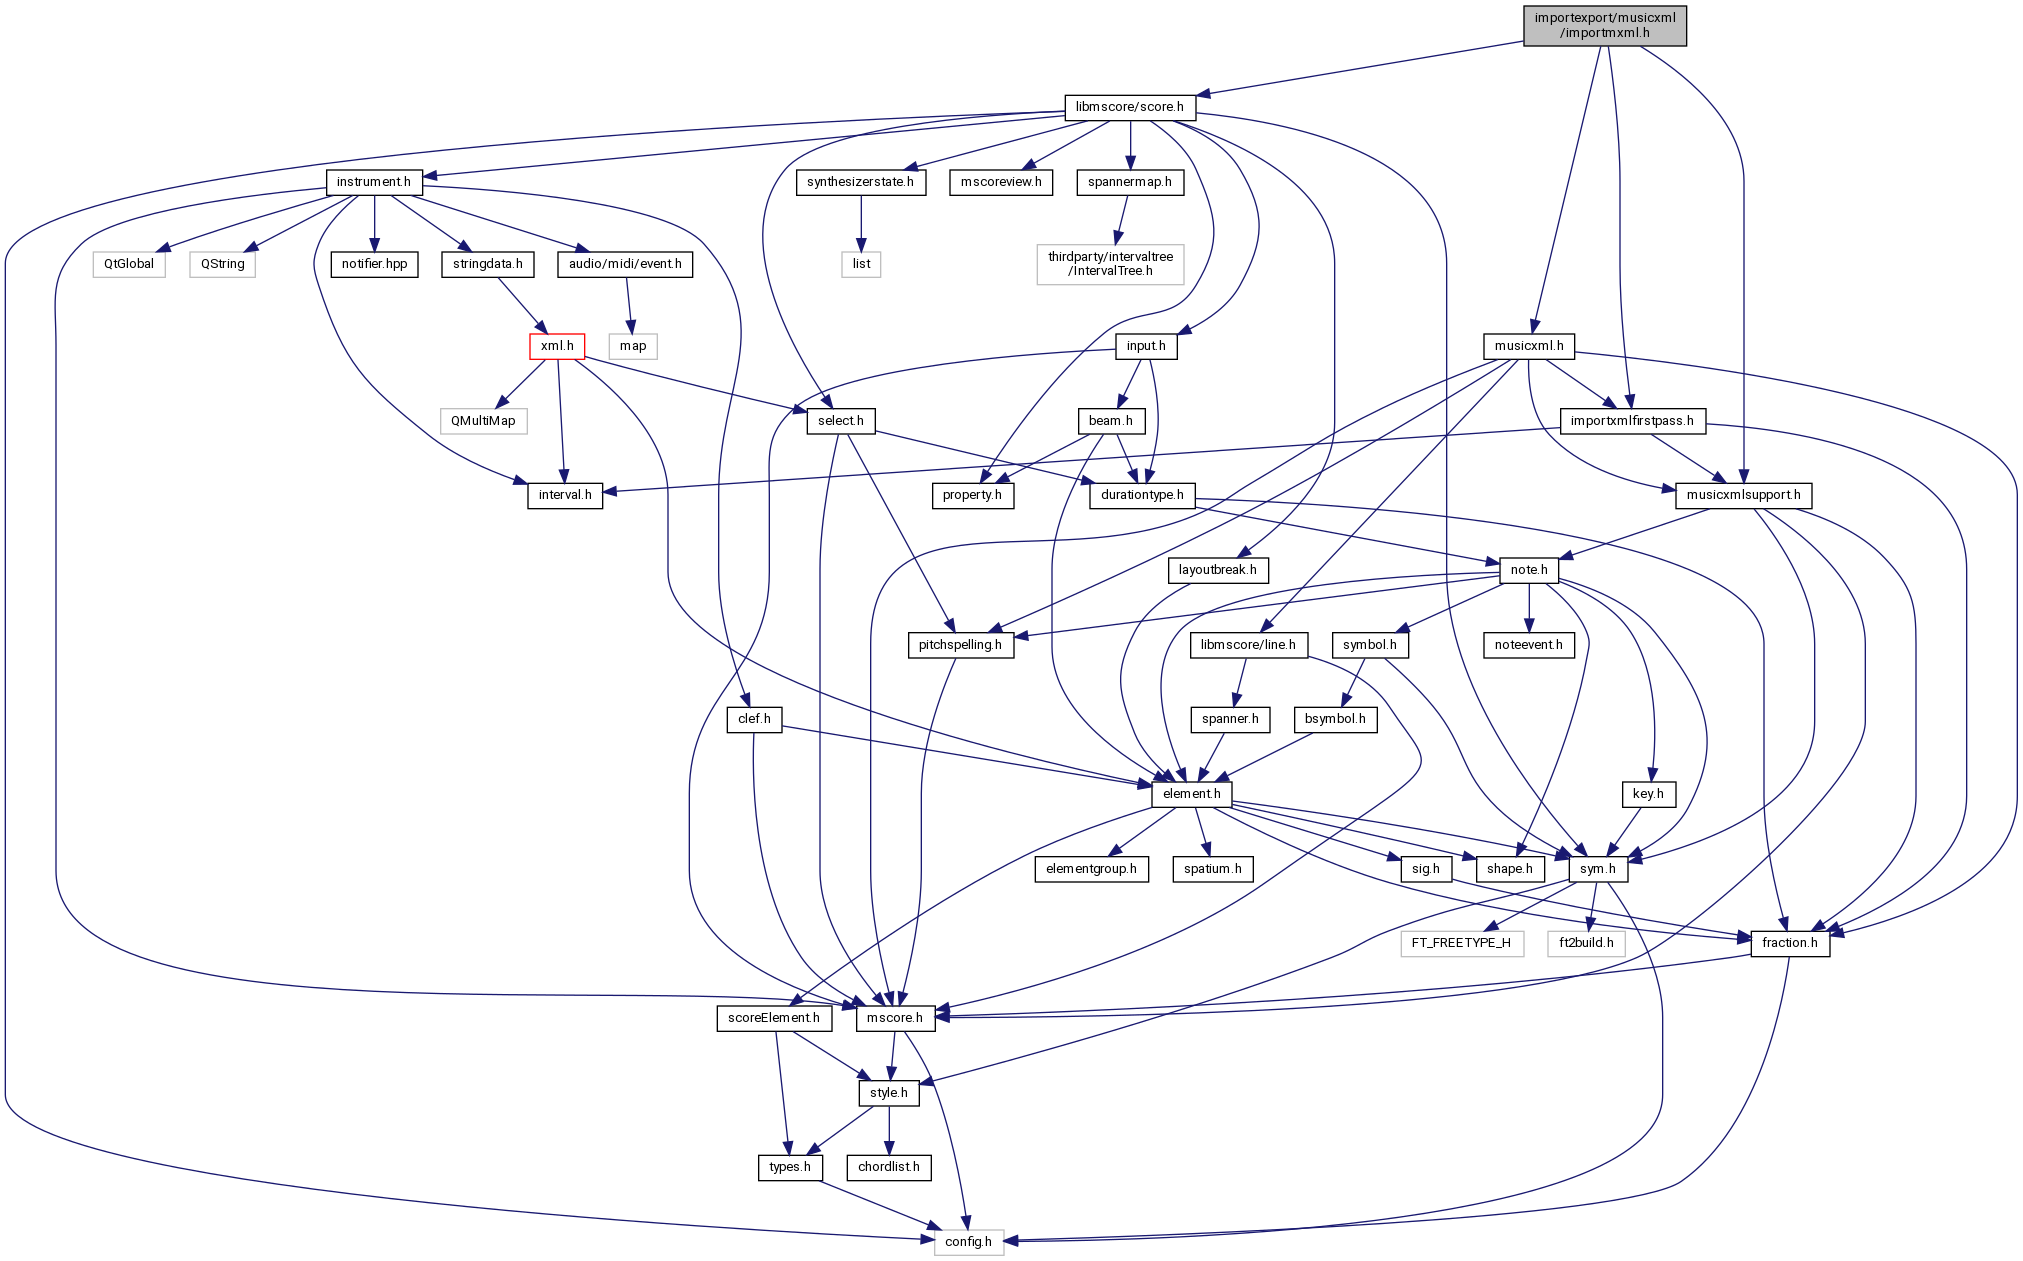 importexport/musicxml
/importmxml.h
libmscore/score.h
instrument.h
synthesizerstate.h
mscoreview.h
spannermap.h
QtGlobal
QString
notifier.hpp
stringdata.h
audio/midi/event.h
list
thirdparty/intervaltree
/IntervalTree.h
xml.h
map
input.h
musicxml.h
QMultiMap
select.h
beam.h
importxmlfirstpass.h
interval.h
property.h
durationtype.h
musicxmlsupport.h
layoutbreak.h
note.h
pitchspelling.h
libmscore/line.h
symbol.h
noteevent.h
clef.h
spanner.h
bsymbol.h
element.h
key.h
elementgroup.h
spatium.h
sig.h
shape.h
sym.h
FT_FREETYPE_H
ft2build.h
fraction.h
scoreElement.h
mscore.h
style.h
types.h
chordlist.h
config.h